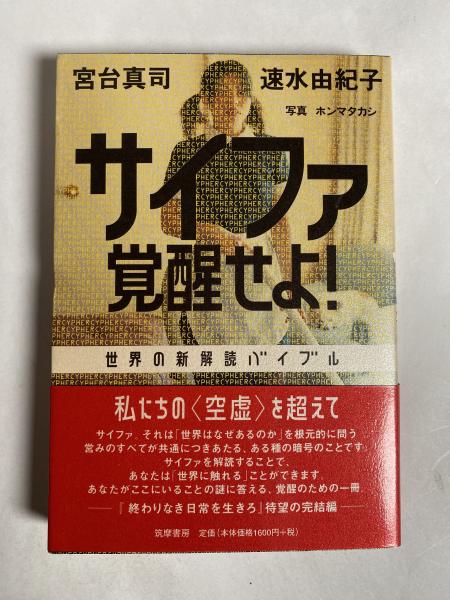 宮台真司
速水由紀子
写真 ホンマタカシ
サイファ
覚醒せよ!
世界の新解読バイブル
私たちの〈空虚〉を超えて
サイファ。それは「世界はなぜあるのか」を根元的に問う
営みのすべてが共通につきあたる、ある種の暗号のことです。
サイファを解読することで、
あなたは「世界に触れる」ことができます。
あなたがここにいることの謎に答える、覚醒のための一冊。
——『終わりなき日常を生きろ』待望の完結編——
筑摩書房 定価(本体価格1600円+税)